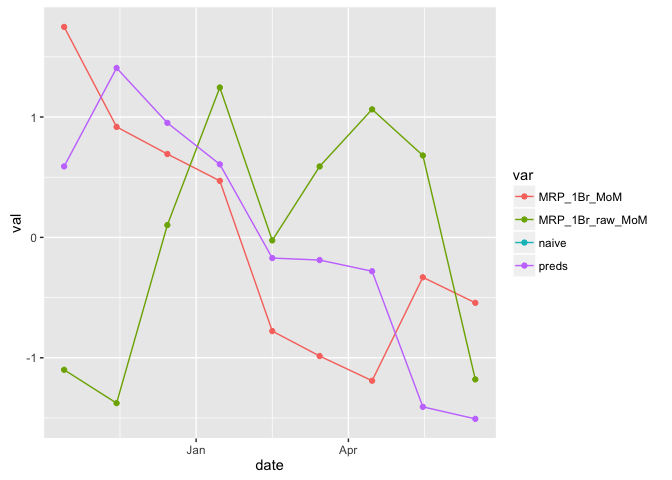 val
1
0
-1
Jan
Apr
date
var
MRP_1Br_MoM
MRP_1Br_raw_MoM
naive
preds